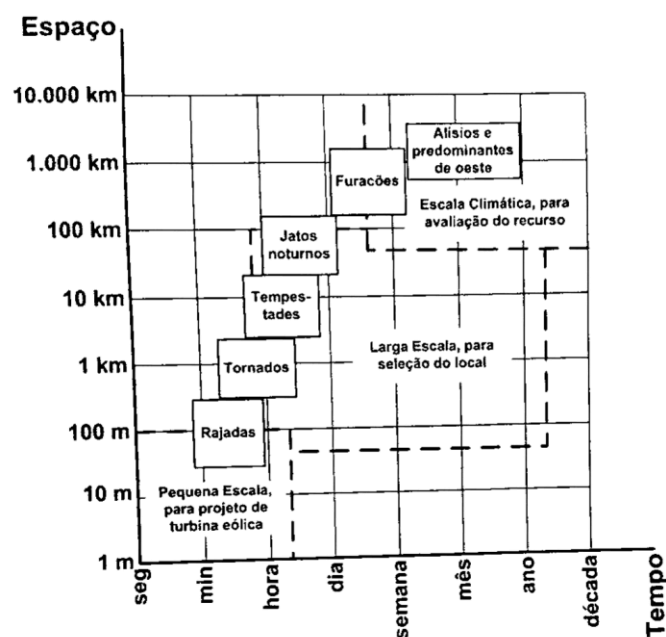 Espaço
10.000 km
1.000 km
100 km
10 km
1 km
100 m
10 m
1 m
Alísios e
predominantes
de oeste
Furacões
Escala Climática, para
avaliação do recurso
Jatos
noturnos
Tempes-
tades
Larga Escala, para
seleção do local
Tornados
Rajadas
Pequena Escala,
para projeto de
turbina eólica
seg
min
hora
dia
semana
mês
ano
década
Tempo